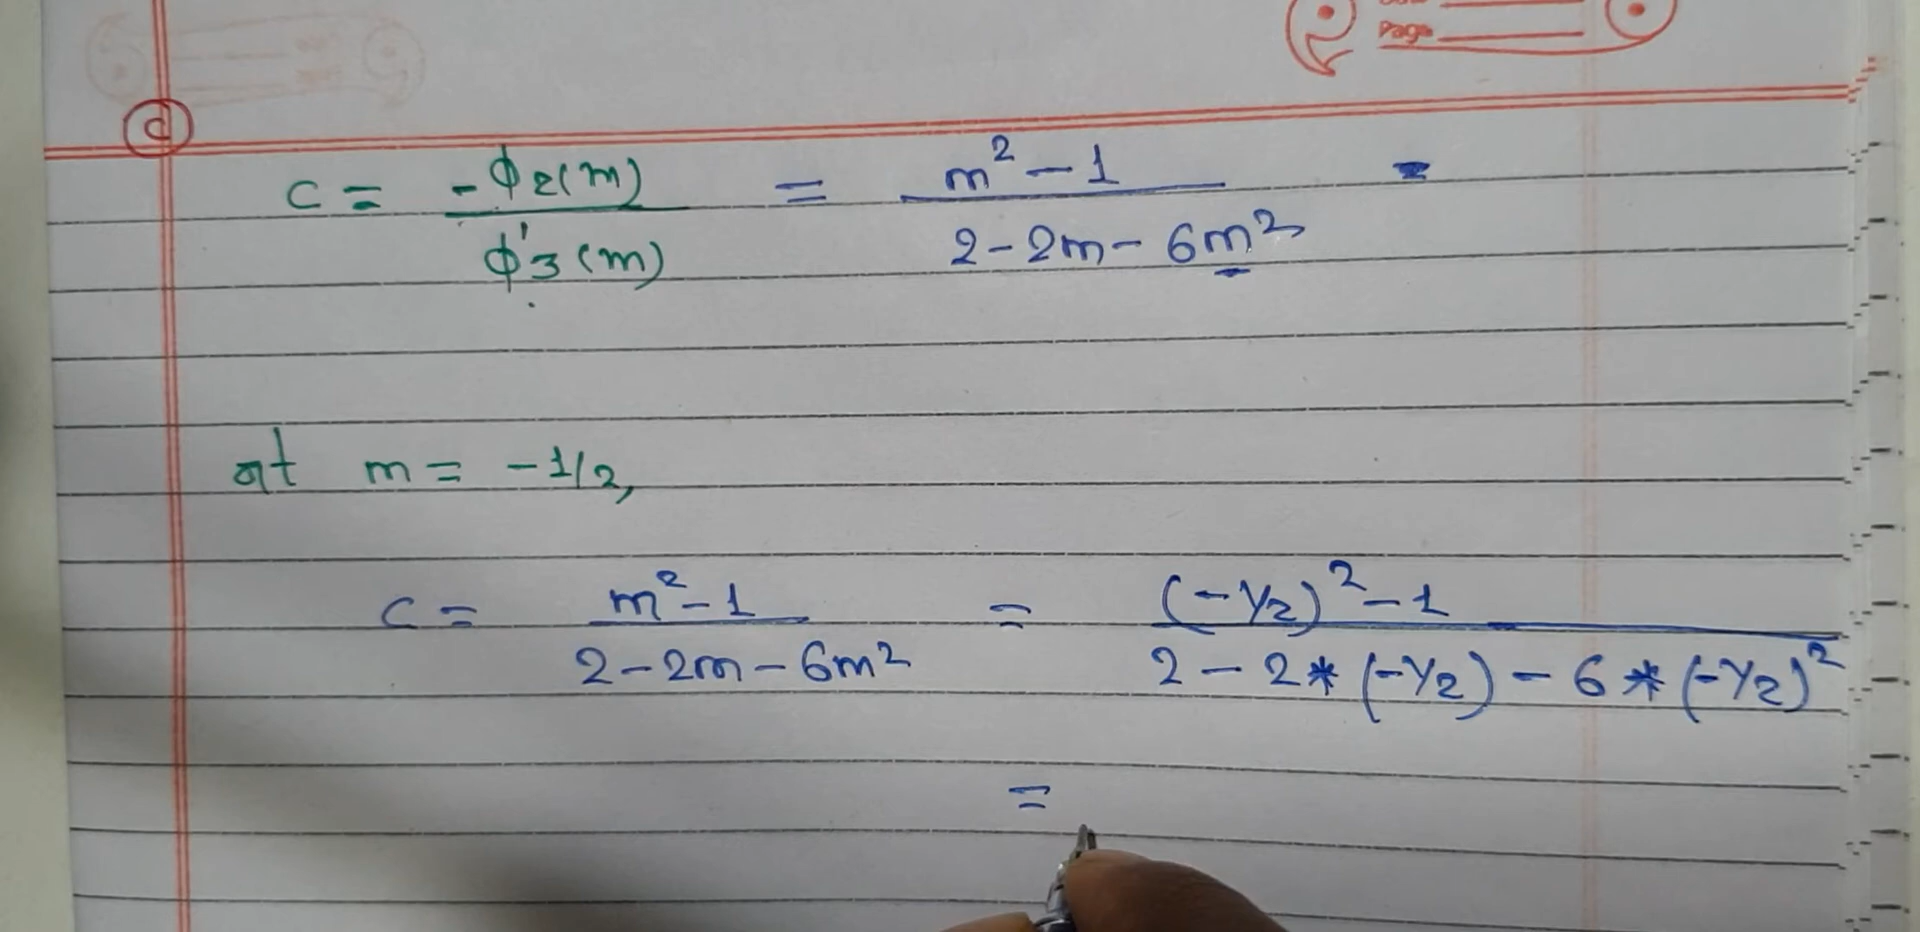 Page
C
C = -ϕ2(m) / ϕ'3(m) = m² - 1 / 2 - 2m - 6m²
at m = -1/2,
C = m² - 1 / 2 - 2m - 6m² = (-1/2)² - 1 / 2 - 2 * (-1/2) - 6 * (-1/2)²
=